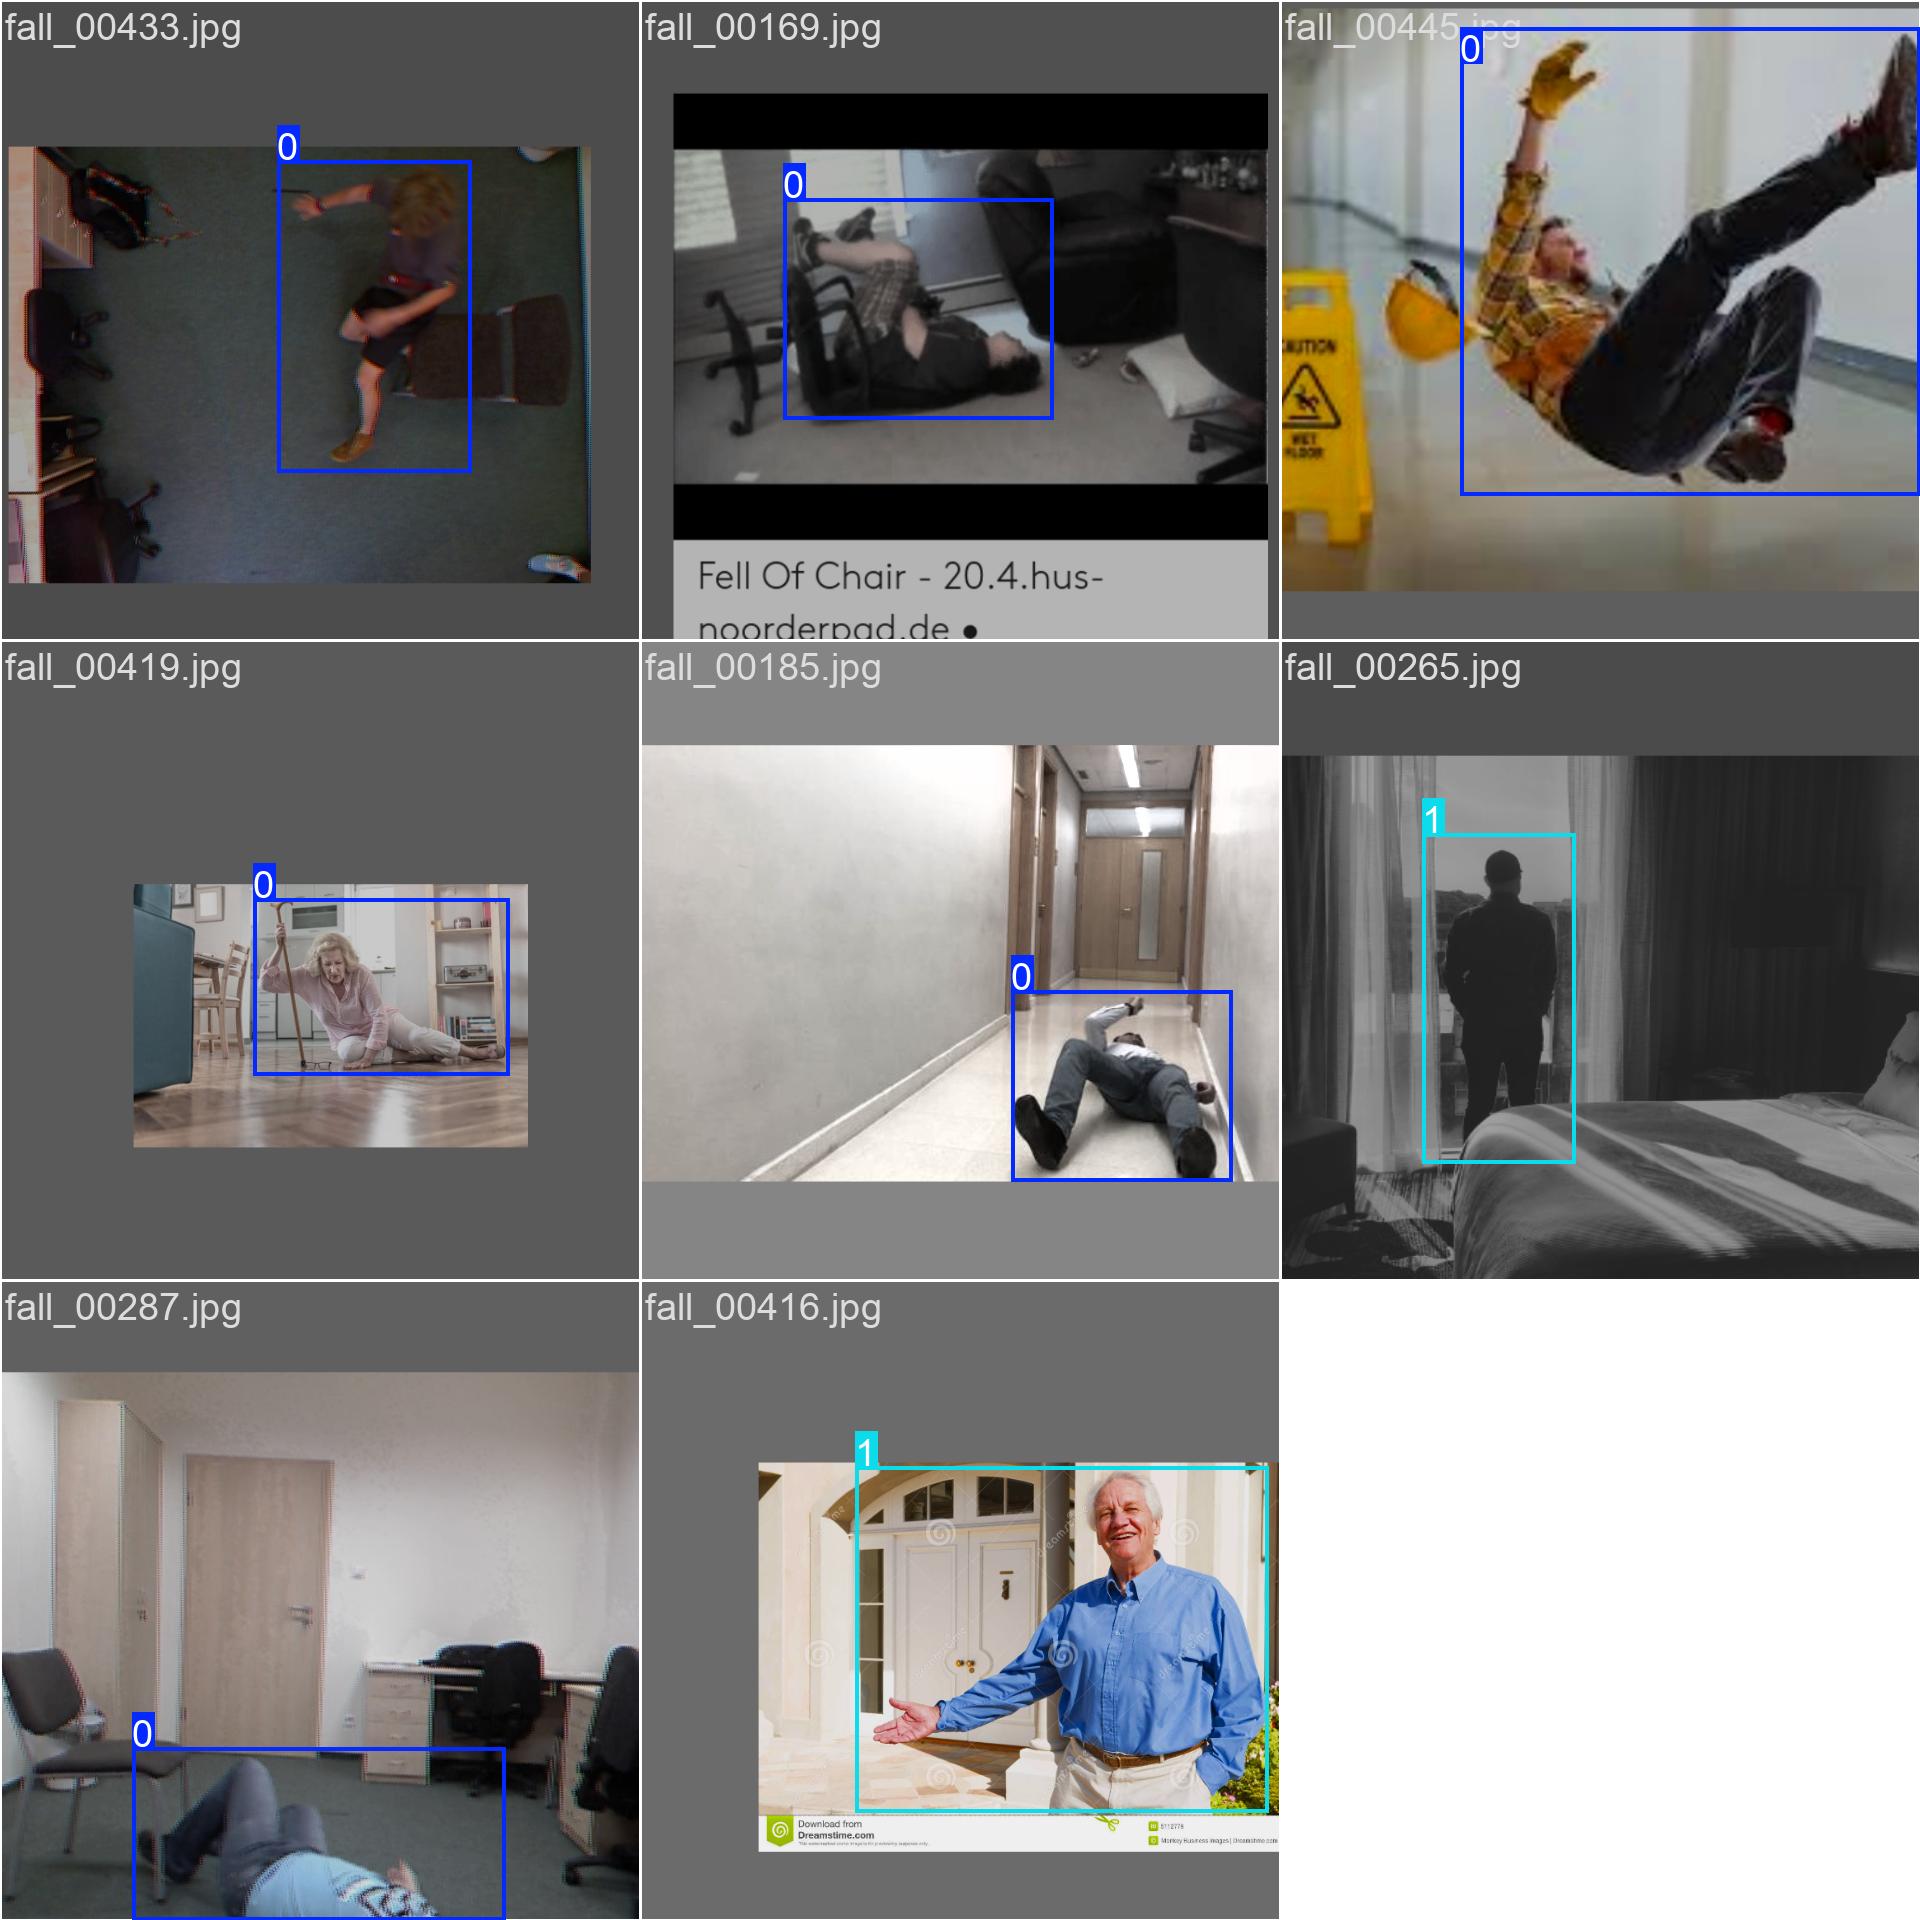 fall_00433.jpg
fall_00169.jpg
fall_00445.jpg
0
0
0
CAUTION
WET
FLOOR
Fell Of Chair - 20.4.hus-
noorderpad.de •
fall_00419.jpg
fall_00185.jpg
fall_00265.jpg
0
0
1
fall_00287.jpg
fall_00416.jpg
0
1
Download from
Dreamstime.com
5112778
Monkey Business Images | Dreamstime.com